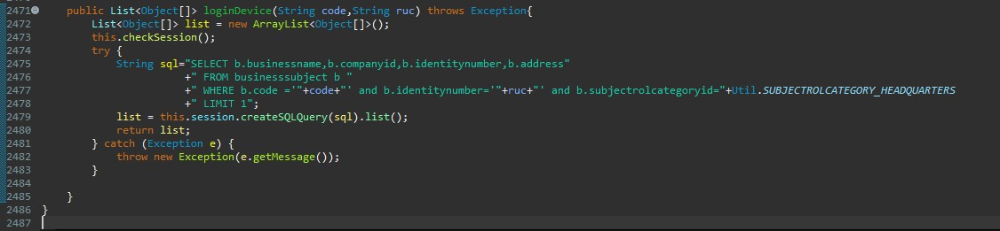 2471 public List<Object[]> loginDevice(String code,String ruc) throws Exception{
2472 List<Object[]> list = new ArrayList<Object[]>();
2473 this.checkSession();
2474 try {
2475 String sql="SELECT b.businessname,b.companyid,b.identitynumber,b.address"
2476 +" FROM businesssubject b "
2477 +" WHERE b.code ='"+code+"' and b.identitynumber='"+ruc+"' and b.subjectrolcategoryid="+Util.SUBJECTROLCATEGORY_HEADQUARTERS
2478 +" LIMIT 1";
2479 list = this.session.createSQLQuery(sql).list();
2480 return list;
2481 } catch (Exception e) {
2482 throw new Exception(e.getMessage());
2483 }
2484
2485 }
2486 }
2487